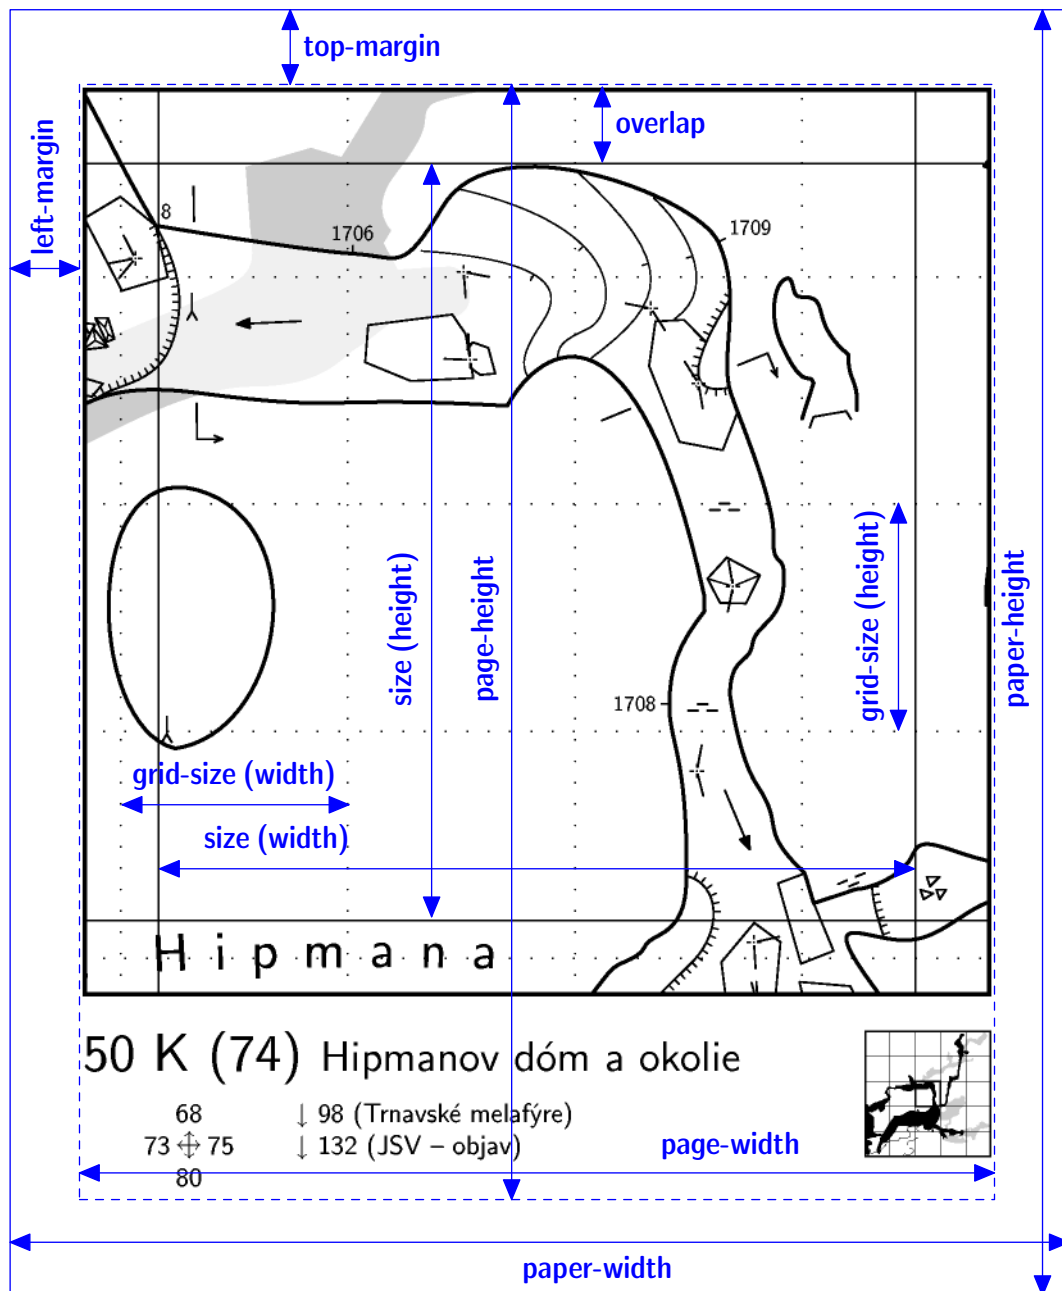 top-margin
overlap
left-margin
8
1706
1709
size (height)
page-height
grid-size (height)
paper-height
1708
grid-size (width)
size (width)
Hipmana
50 K (74) Hipmanov dóm a okolie
68 ↓ 98 (Trnavské melafýre)
73 75 ↓ 132 (JSV – objav)
80
page-width
paper-width